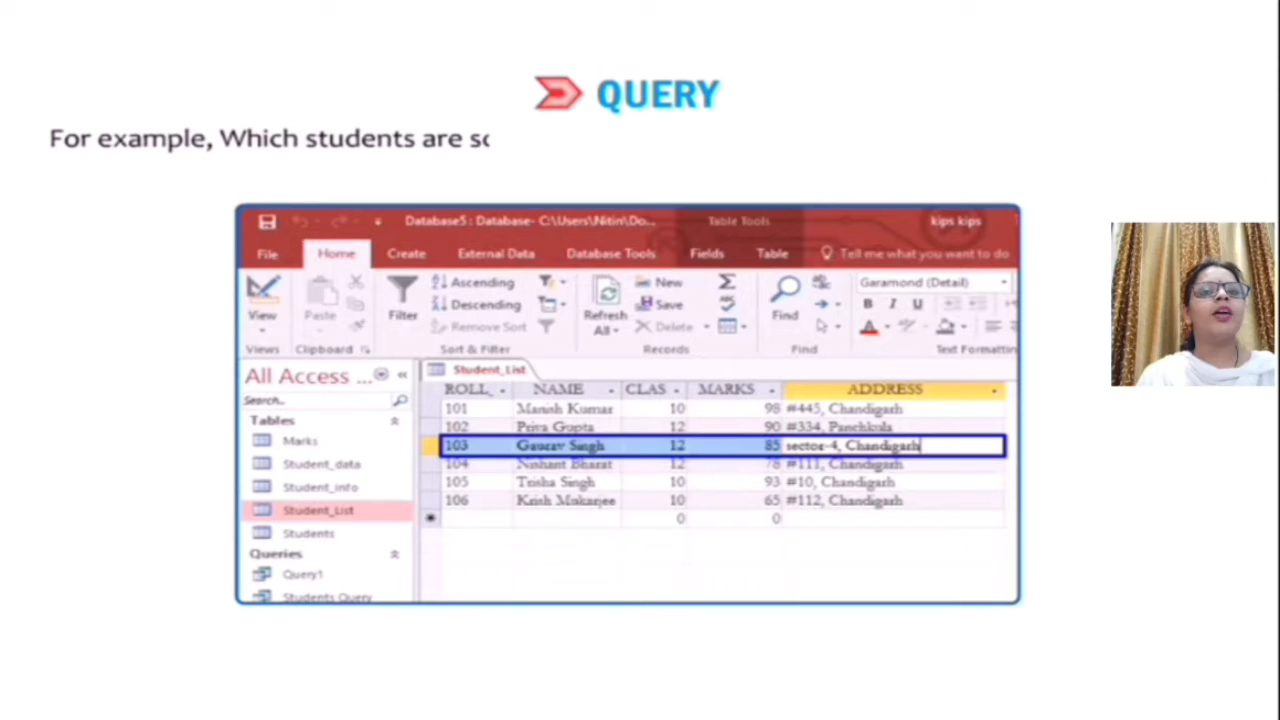 QUERY
For example, Which students are sc
Database5 : Database- C:\Users\Nitin\Do... Table Tools kips kips
File Home Create External Data Database Tools Fields Table Tell me what you want to do
Ascending New Garamond (Detail)
Descending Save B I U
View Paste Filter Remove Sort Refresh All Delete Find A
Views Clipboard Sort & Filter Records Find Text Formatting
All Access ... Student_List
Search..
ROLL_ NAME CLAS MARKS ADDRESS
101 Manish Kumar 10 98 #445, Chandigarh
102 Priya Gupta 12 90 #334, Panchkula
103 Gaurav Singh 12 85 sector-4, Chandigarh
104 Nishant Bharat 12 78 #111, Chandigarh
105 Trisha Singh 10 93 #10, Chandigarh
106 Krish Mukarjee 10 65 #112, Chandigarh
0 0
Tables
Marks
Student_data
Student_info
Student_List
Students
Queries
Query1
Students Query